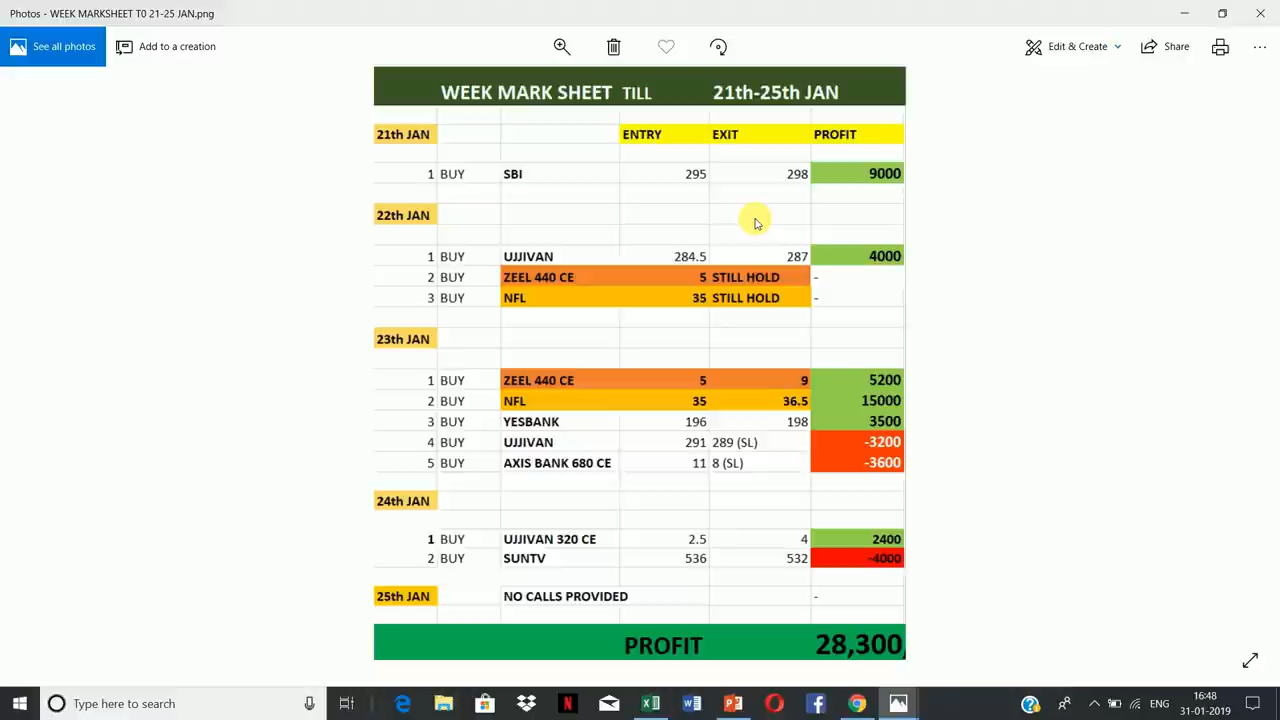 Photos - WEEK MARKSHEET T0 21-25 JAN.png
See all photos Add to a creation Edit & Create Share
WEEK MARK SHEET TILL 21th-25th JAN
21th JAN ENTRY EXIT PROFIT
1 BUY SBI 295 298 9000
22th JAN
1 BUY UJJIVAN 284.5 287 4000
2 BUY ZEEL 440 CE 5 STILL HOLD -
3 BUY NFL 35 STILL HOLD -
23th JAN
1 BUY ZEEL 440 CE 5 9 5200
2 BUY NFL 35 36.5 15000
3 BUY YESBANK 196 198 3500
4 BUY UJJIVAN 291 289 (SL) -3200
5 BUY AXIS BANK 680 CE 11 8 (SL) -3600
24th JAN
1 BUY UJJIVAN 320 CE 2.5 4 2400
2 BUY SUNTV 536 532 -4000
25th JAN NO CALLS PROVIDED -
PROFIT 28,300
Type here to search ENG 16:48
31-01-2019